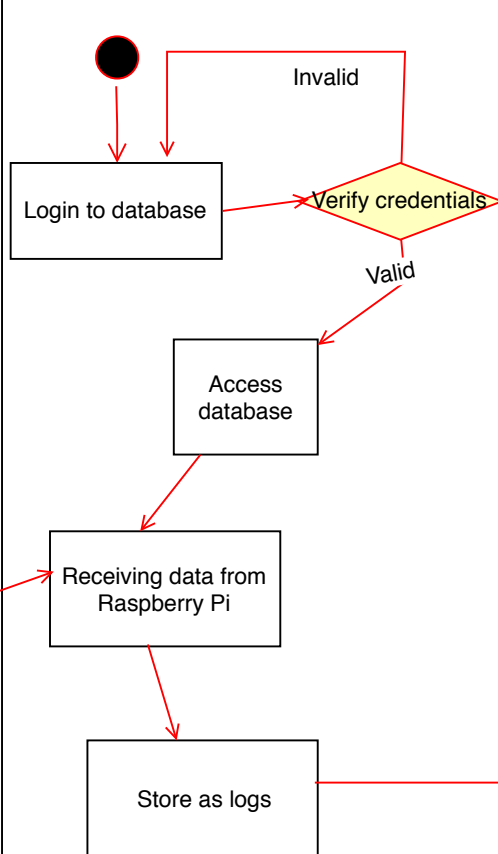 Invalid
Login to database
Verify credentials
Valid
Access
database
Receiving data from
Raspberry Pi
Store as logs